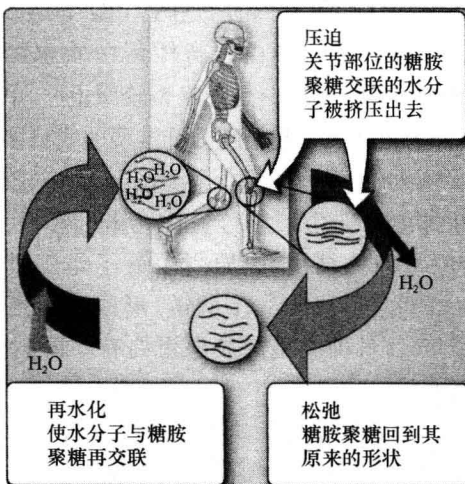 压迫
关节部位的糖胺
聚糖交联的水分
子被挤压出去
H₂O H₂O
H₂O
H₂O H₂O
H₂O
H₂O
再水化
使水分子与糖胺
聚糖再交联
松弛
糖胺聚糖回到其
原来的形状